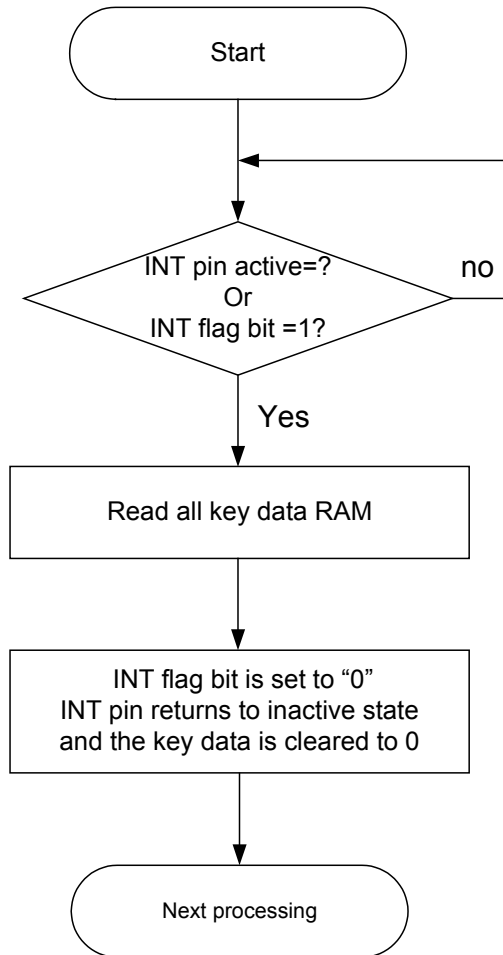 Start
INT pin active=?
Or
INT flag bit =1?
no
Yes
Read all key data RAM
INT flag bit is set to “0”
INT pin returns to inactive state
and the key data is cleared to 0
Next processing